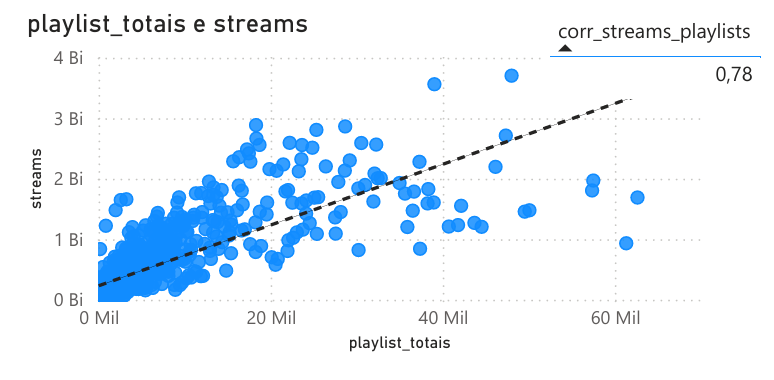 playlist_totais e streams
corr_streams_playlists
0,78
4 Bi
3 Bi
2 Bi
1 Bi
0 Bi
streams
0 Mil
20 Mil
40 Mil
60 Mil
playlist_totais